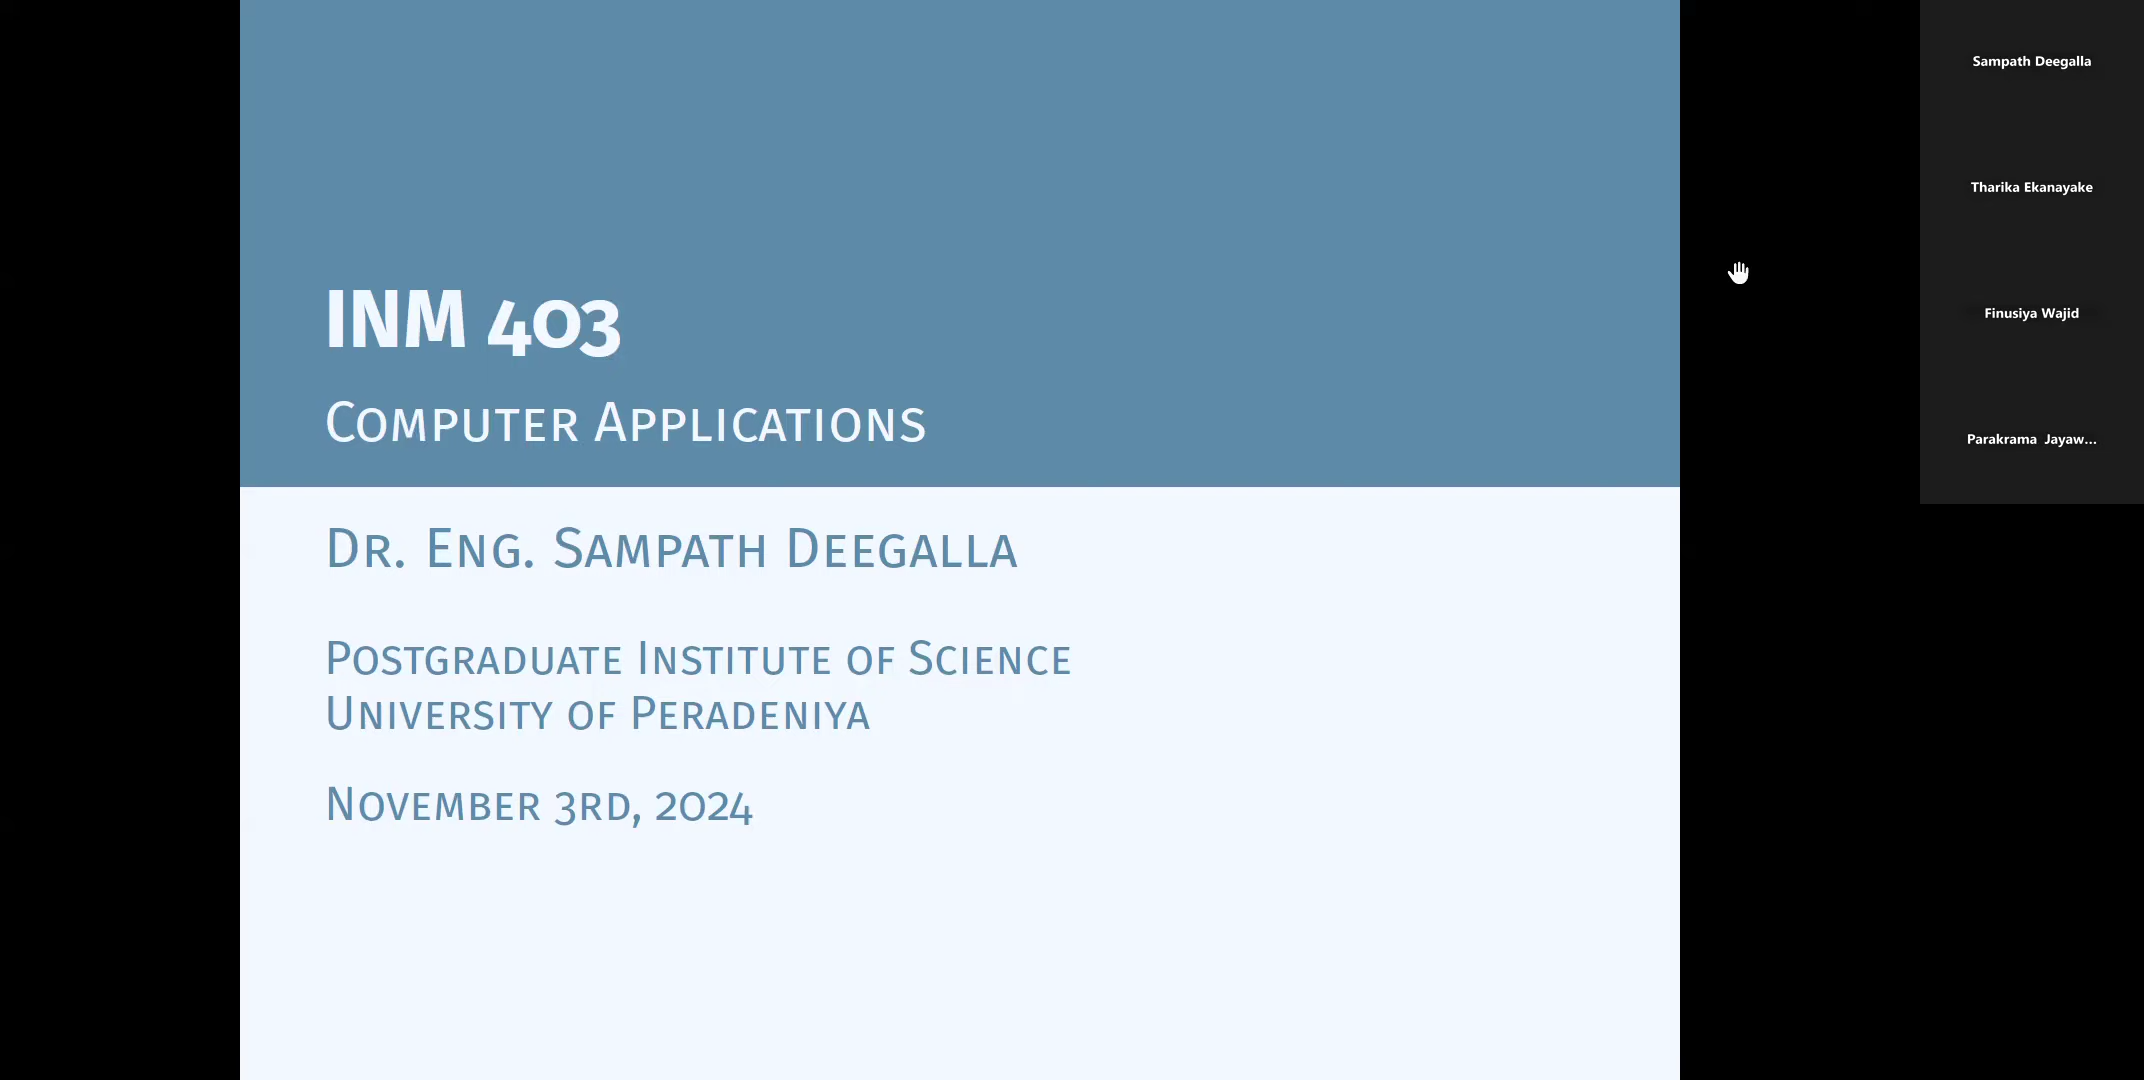 INM 403
Computer Applications
Dr. Eng. Sampath Deegalla
Postgraduate Institute of Science
University of Peradeniya
November 3rd, 2024
Sampath Deegalla
Tharika Ekanayake
Finusiya Wajid
Parakrama Jayaw...